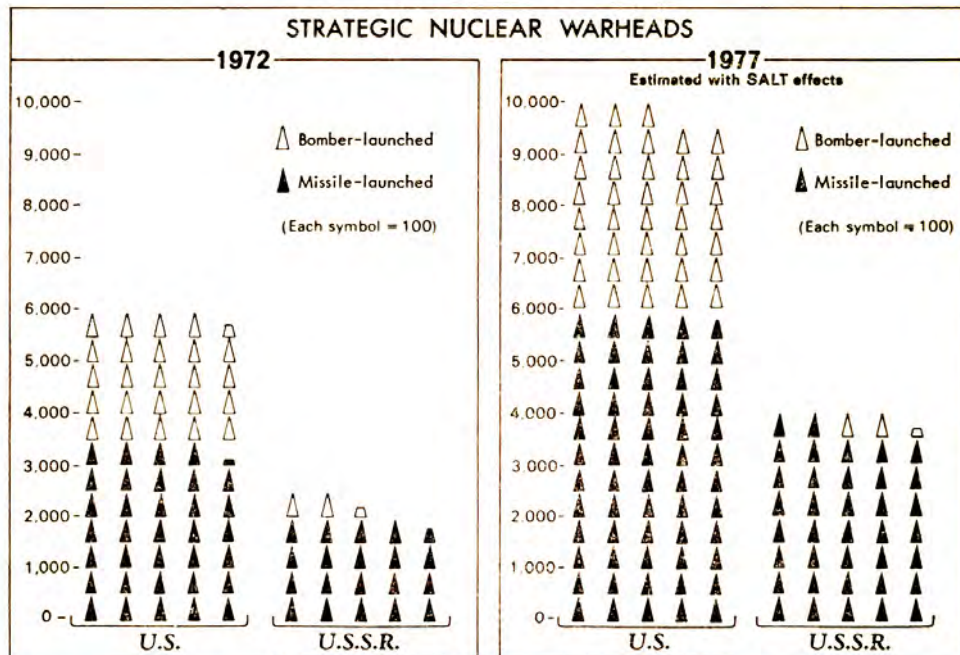 STRATEGIC NUCLEAR WARHEADS
1972
10,000-
9,000-
8,000-
7,000-
6,000-
5,000-
4,000-
3,000-
2,000-
1,000-
0-
Bomber-launched
Missile-launched
(Each symbol = 100)
U.S.
U.S.S.R.
1977
Estimated with SALT effects
10,000-
9,000-
8,000-
7,000-
6,000-
5,000-
4,000-
3,000-
2,000-
1,000-
0-
Bomber-launched
Missile-launched
(Each symbol = 100)
U.S.
U.S.S.R.